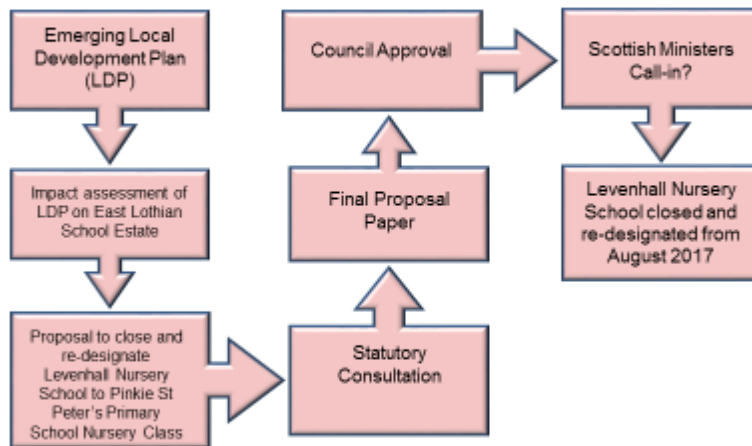 Emerging Local
Development Plan
(LDP)
Impact assessment of
LDP on East Lothian
School Estate
Proposal to close and
re-designate
Levenhall Nursery
School to Pinkie St
Peter's Primary
School Nursery Class
Statutory
Consultation
Final Proposal
Paper
Council Approval
Scottish Ministers
Call-in?
Levenhall Nursery
School closed and
re-designated from
August 2017